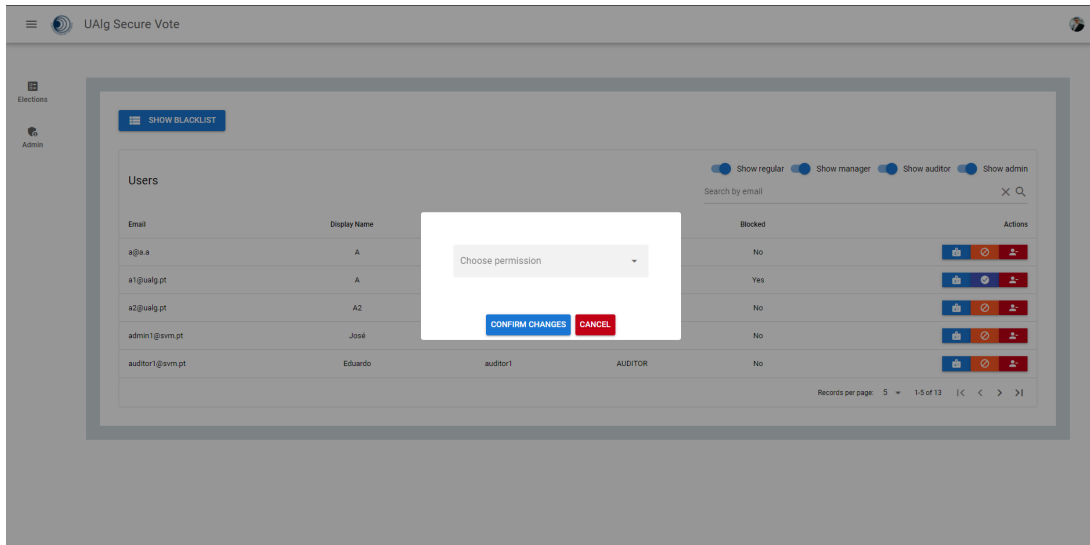 UAlg Secure Vote
Elections
Admin
SHOW BLACKLIST
Users
Show regular Show manager Show auditor Show admin
Search by email
Email Display Name Blocked Actions
a@a.a A No
a1@ualg.pt A Yes
a2@ualg.pt A2 No
admin1@svm.pt José No
auditor1@svm.pt Eduardo auditor1 AUDITOR No
Choose permission
CONFIRM CHANGES CANCEL
Records per page: 5 1-5 of 13